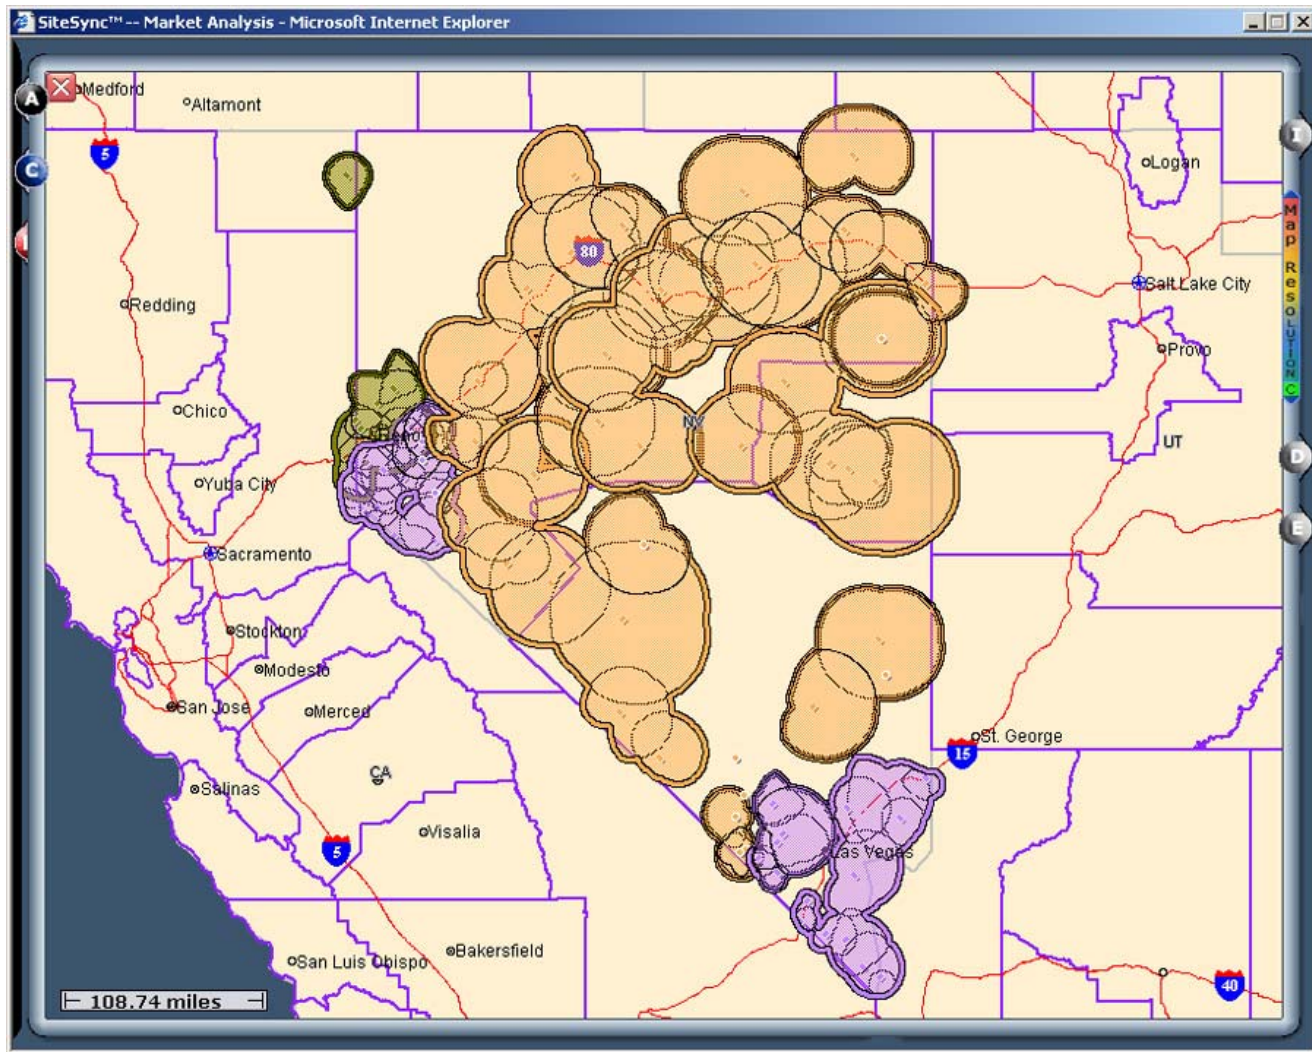 SiteSync™ -- Market Analysis - Microsoft Internet Explorer
A
C
I
D
E
Map Resolution
C
Medford
Altamont
5
Logan
80
Salt Lake City
Redding
Provo
Chico
NV
Reno
UT
Yuba City
Sacramento
Stockton
Modesto
San Jose
Merced
St. George
15
CA
Salinas
Visalia
5
Las Vegas
Bakersfield
San Luis Obispo
40
108.74 miles